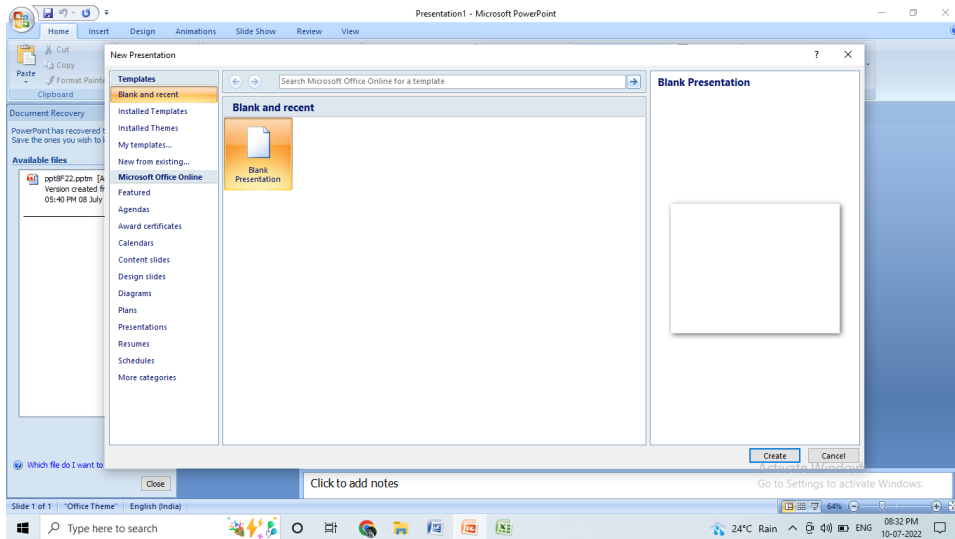 Presentation1 - Microsoft PowerPoint
Home Insert Design Animations Slide Show Review View
Cut
Copy
Format Painte
Paste
Clipboard
New Presentation
Templates
Blank and recent
Installed Templates
Installed Themes
My templates...
New from existing...
Microsoft Office Online
Featured
Agendas
Award certificates
Calendars
Content slides
Design slides
Diagrams
Plans
Presentations
Resumes
Schedules
More categories
Search Microsoft Office Online for a template
Blank and recent
Blank
Presentation
Blank Presentation
Create Cancel
Document Recovery
PowerPoint has recovered t
Save the ones you wish to k
Available files
ppt8F22.pptm [A
Version created fr
05:40 PM 08 July
Which file do I want to
Close
Click to add notes
Activate Windows
Go to Settings to activate Windows.
Slide 1 of 1 "Office Theme" English (India) 64%
Type here to search
24°C Rain ENG
08:32 PM
10-07-2022